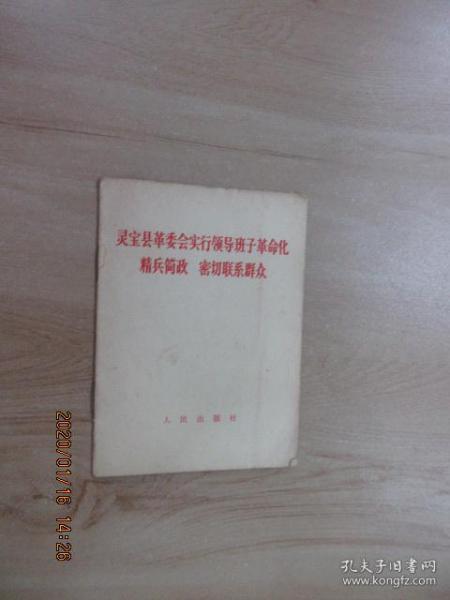 灵宝县革委会实行领导班子革命化
精兵简政 密切联系群众
人民出版社
2020/01/16 14:26
孔夫子旧书网
www.kongfz.com